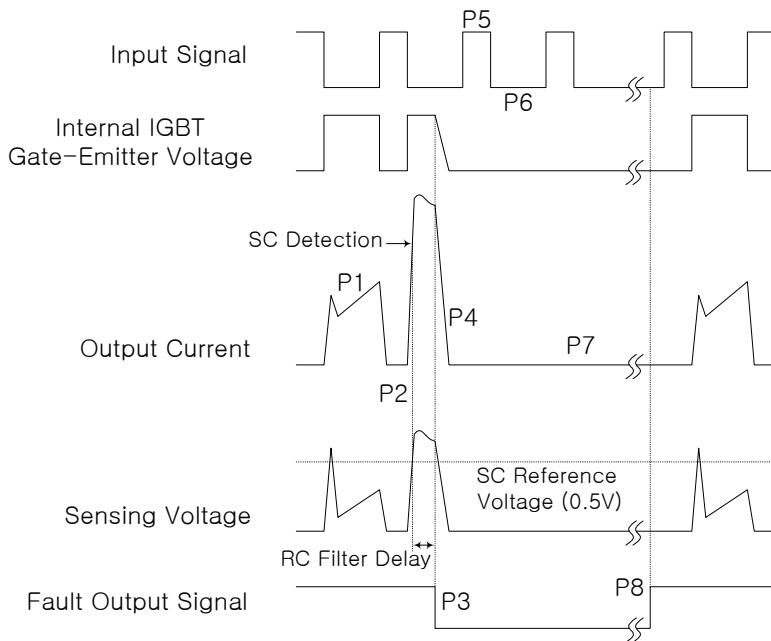 P5
Input Signal
P6
Internal IGBT
Gate-Emitter Voltage
SC Detection
P1
P4
Output Current
P7
P2
SC Reference
Voltage (0.5V)
Sensing Voltage
RC Filter Delay
Fault Output Signal
P3
P8